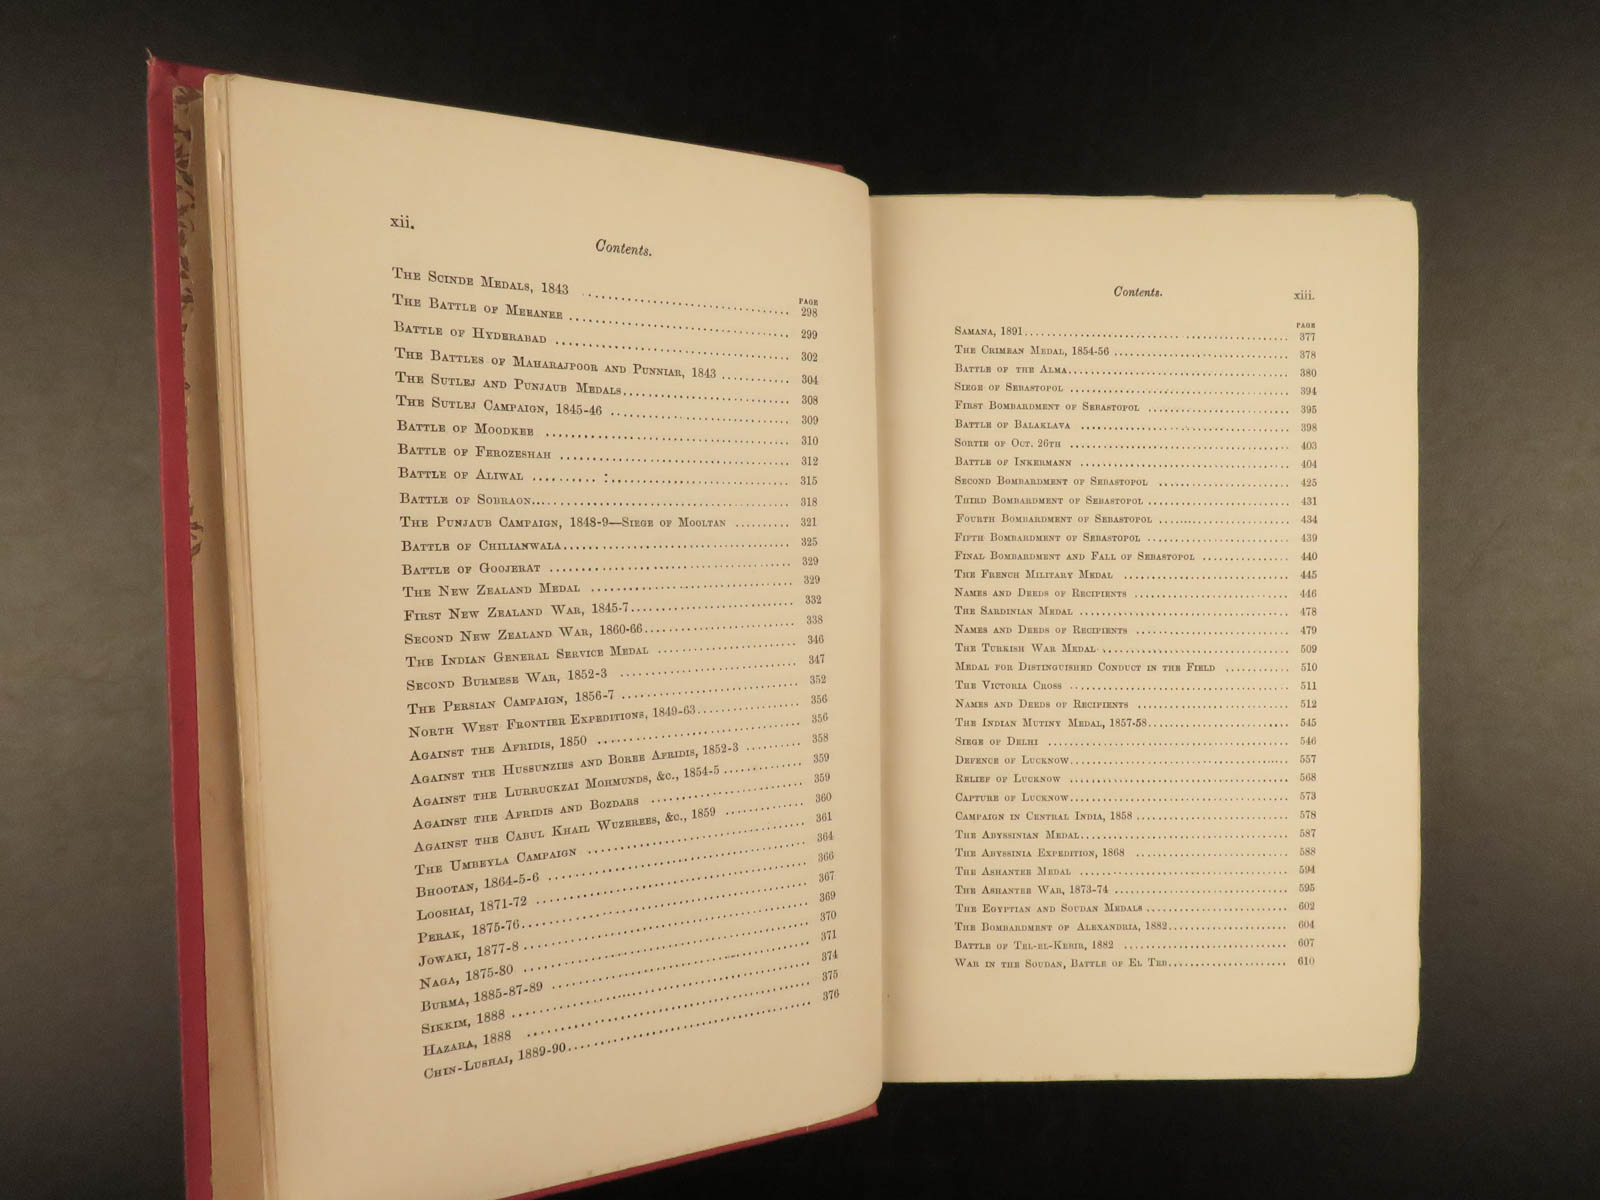 xii.
Contents.
PAGE
THE SCINDE MEDALS, 1843 ........ 298
THE BATTLE OF MEEANEE ........ 299
BATTLE OF HYDERABAD ........ 302
THE BATTLES OF MAHARAJPOOR AND PUNNIAR, 1843 ........ 304
THE SUTLEJ AND PUNJAUB MEDALS ........ 308
THE SUTLEJ CAMPAIGN, 1845-46 ........ 309
BATTLE OF MOODKEE ........ 310
BATTLE OF FEROZESHAH ........ 312
BATTLE OF ALIWAL ........ 315
BATTLE OF SOBRAON ........ 318
THE PUNJAUB CAMPAIGN, 1848-9—SIEGE OF MOOLTAN ........ 321
BATTLE OF CHILIANWALA ........ 325
BATTLE OF GOOJERAT ........ 329
THE NEW ZEALAND MEDAL ........ 329
FIRST NEW ZEALAND WAR, 1845-7 ........ 332
SECOND NEW ZEALAND WAR, 1860-66 ........ 338
THE INDIAN GENERAL SERVICE MEDAL ........ 346
SECOND BURMESE WAR, 1852-3 ........ 347
THE PERSIAN CAMPAIGN, 1856-7 ........ 352
NORTH WEST FRONTIER EXPEDITIONS, 1849-63 ........ 356
AGAINST THE AFRIDIS, 1850 ........ 356
AGAINST THE HUSSUNZIES AND BOREE AFRIDIS, 1852-3 ........ 358
AGAINST THE LURRUCKZAI MOHMUNDS, &c., 1854-5 ........ 359
AGAINST THE AFRIDIS AND BOZDARS ........ 359
AGAINST THE CABUL KHAIL WUZEREES, &c., 1859 ........ 360
THE UMBEYLA CAMPAIGN ........ 361
BHOOTAN, 1864-5-6 ........ 364
LOOSHAI, 1871-72 ........ 366
PERAK, 1875-76 ........ 367
JOWAKI, 1877-8 ........ 369
NAGA, 1875-80 ........ 370
BURMA, 1885-87-89 ........ 371
SIKKIM, 1888 ........ 374
HAZARA, 1888 ........ 375
CHIN-LUSHAI, 1889-90 ........ 376
Contents. xiii.
PAGE
SAMANA, 1891 ........ 377
THE CRIMEAN MEDAL, 1854-56 ........ 378
BATTLE OF THE ALMA ........ 380
SIEGE OF SEBASTOPOL ........ 394
FIRST BOMBARDMENT OF SEBASTOPOL ........ 395
BATTLE OF BALAKLAVA ........ 398
SORTIE OF OCT. 26TH ........ 403
BATTLE OF INKERMANN ........ 404
SECOND BOMBARDMENT OF SEBASTOPOL ........ 425
THIRD BOMBARDMENT OF SEBASTOPOL ........ 431
FOURTH BOMBARDMENT OF SEBASTOPOL ........ 434
FIFTH BOMBARDMENT OF SEBASTOPOL ........ 439
FINAL BOMBARDMENT AND FALL OF SEBASTOPOL ........ 440
THE FRENCH MILITARY MEDAL ........ 445
NAMES AND DEEDS OF RECIPIENTS ........ 446
THE SARDINIAN MEDAL ........ 478
NAMES AND DEEDS OF RECIPIENTS ........ 479
THE TURKISH WAR MEDAL ........ 509
MEDAL FOR DISTINGUISHED CONDUCT IN THE FIELD ........ 510
THE VICTORIA CROSS ........ 511
NAMES AND DEEDS OF RECIPIENTS ........ 512
THE INDIAN MUTINY MEDAL, 1857-58 ........ 545
SIEGE OF DELHI ........ 546
DEFENCE OF LUCKNOW ........ 557
RELIEF OF LUCKNOW ........ 568
CAPTURE OF LUCKNOW ........ 573
CAMPAIGN IN CENTRAL INDIA, 1858 ........ 578
THE ABYSSINIAN MEDAL ........ 587
THE ABYSSINIA EXPEDITION, 1868 ........ 588
THE ASHANTEE MEDAL ........ 594
THE ASHANTEE WAR, 1873-74 ........ 595
THE EGYPTIAN AND SOUDAN MEDALS ........ 602
THE BOMBARDMENT OF ALEXANDRIA, 1882 ........ 604
BATTLE OF TEL-EL-KEBIR, 1882 ........ 607
WAR IN THE SOUDAN, BATTLE OF EL TEB ........ 610